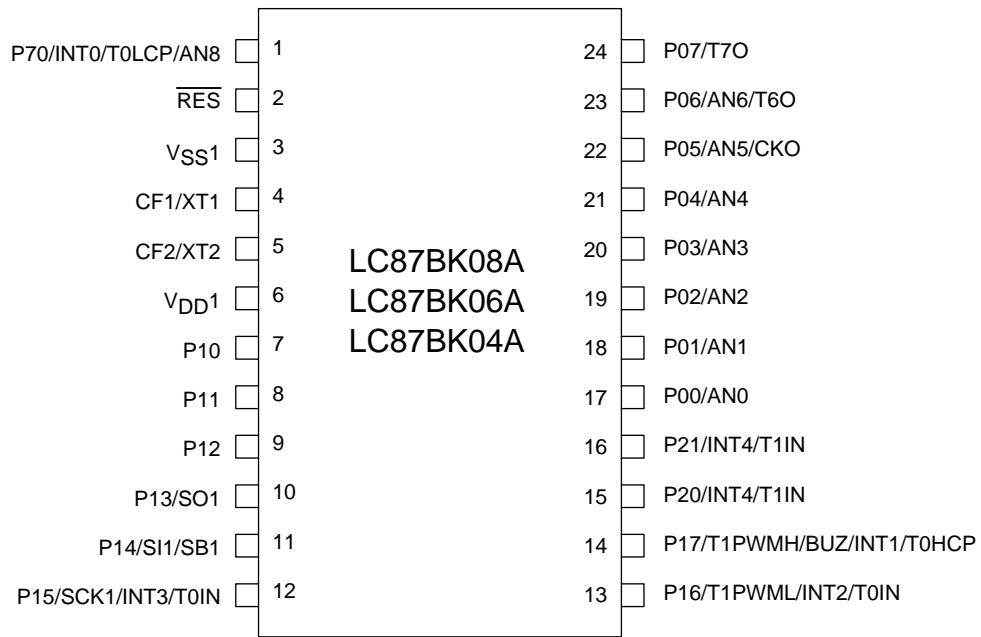 P70/INT0/T0LCP/AN8 1
RES 2
VSS1 3
CF1/XT1 4
CF2/XT2 5
VDD1 6
P10 7
P11 8
P12 9
P13/SO1 10
P14/SI1/SB1 11
P15/SCK1/INT3/T0IN 12
LC87BK08A
LC87BK06A
LC87BK04A
24 P07/T7O
23 P06/AN6/T6O
22 P05/AN5/CKO
21 P04/AN4
20 P03/AN3
19 P02/AN2
18 P01/AN1
17 P00/AN0
16 P21/INT4/T1IN
15 P20/INT4/T1IN
14 P17/T1PWMH/BUZ/INT1/T0HCP
13 P16/T1PWML/INT2/T0IN